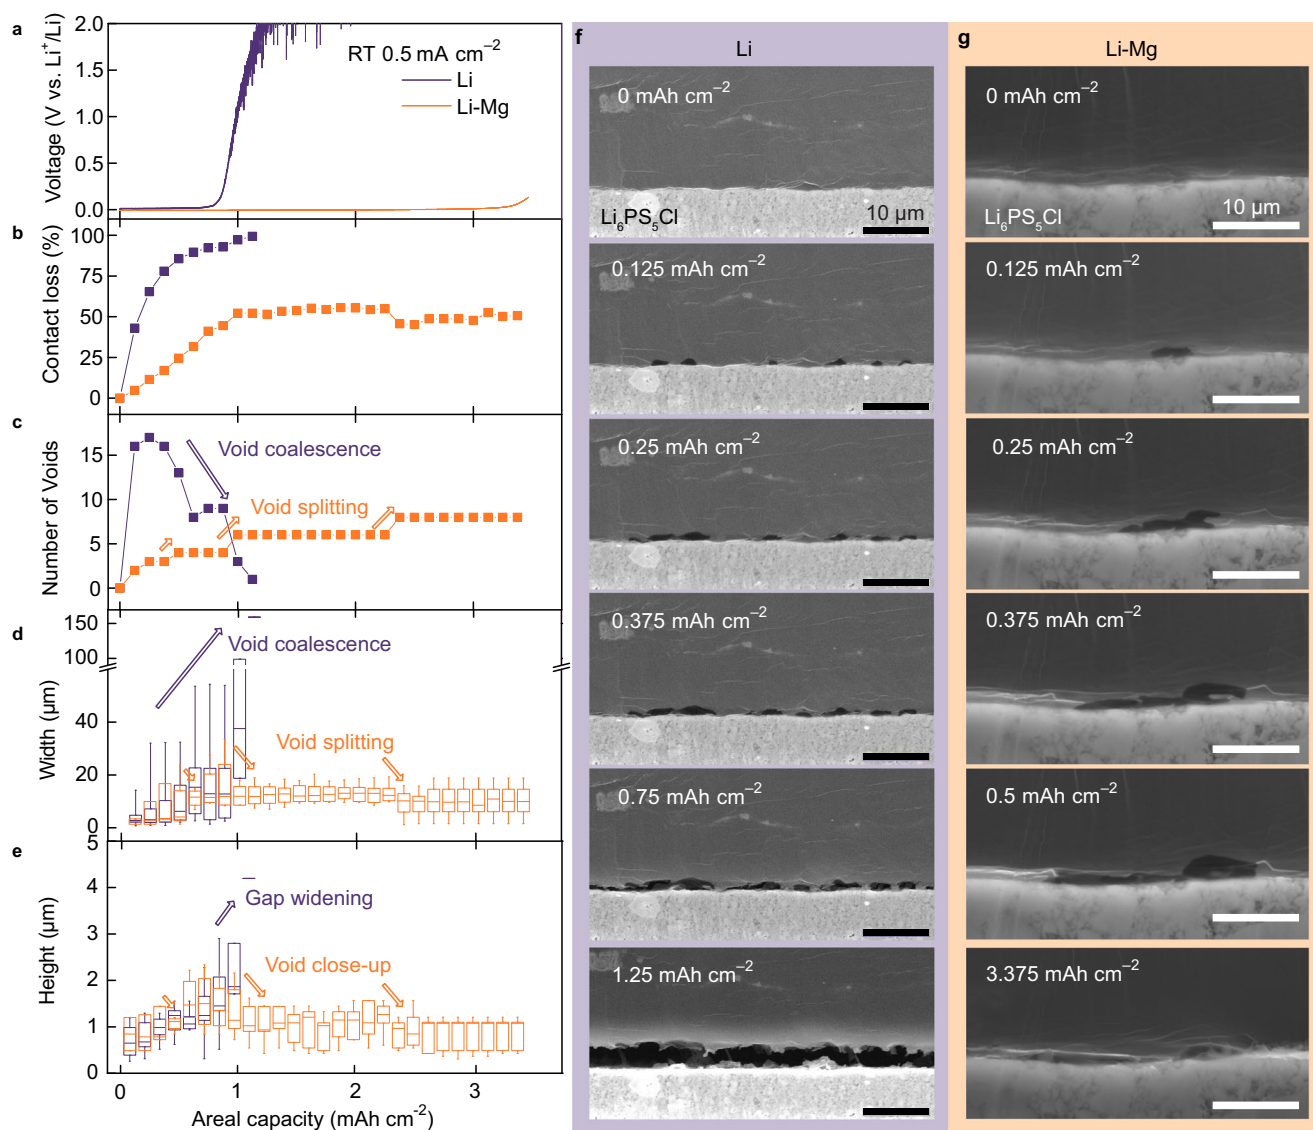 a
2.0
1.5
1.0
0.5
0.0
Voltage (V vs. Li⁺/Li)
RT 0.5 mA cm⁻²
Li
Li-Mg
b
100
75
50
25
0
Contact loss (%)
c
15
10
5
0
Number of Voids
Void coalescence
Void splitting
d
150
100
40
20
0
Width (µm)
Void coalescence
Void splitting
e
5
4
3
2
1
0
Height (µm)
Gap widening
Void close-up
0
1
2
3
Areal capacity (mAh cm⁻²)
f
Li
0 mAh cm⁻²
Li₆PS₅Cl
10 µm
0.125 mAh cm⁻²
0.25 mAh cm⁻²
0.375 mAh cm⁻²
0.75 mAh cm⁻²
1.25 mAh cm⁻²
g
Li-Mg
0 mAh cm⁻²
Li₆PS₅Cl
10 µm
0.125 mAh cm⁻²
0.25 mAh cm⁻²
0.375 mAh cm⁻²
0.5 mAh cm⁻²
3.375 mAh cm⁻²